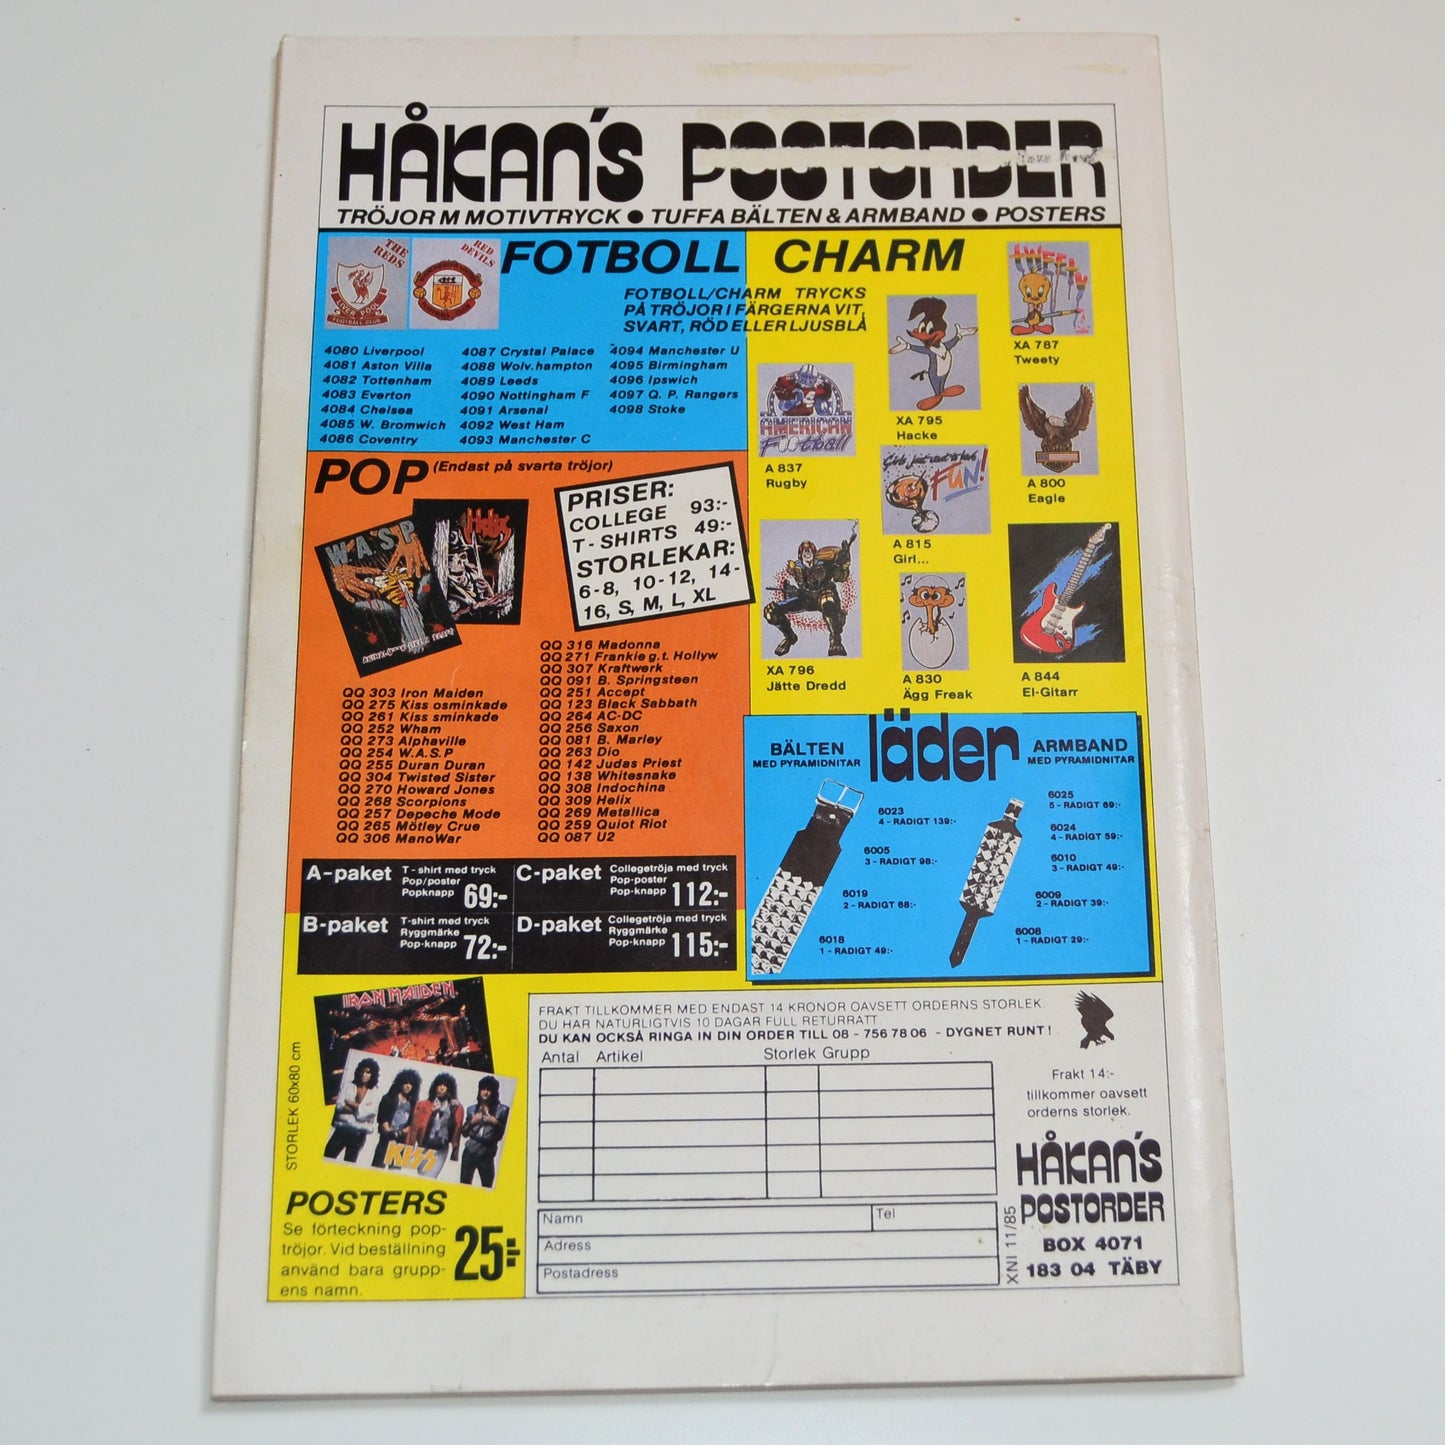 HÅKAN'S POSTORDER
TRÖJOR M MOTIVTRYCK ● TUFFA BÄLTEN & ARMBAND ● POSTERS
THE REDS
LIVERPOOL
FOOTBALL CLUB
RED DEVILS
FOTBOLL CHARM
FOTBOLL/CHARM TRYCKS
PÅ TRÖJOR I FÄRGERNA VIT,
SVART, RÖD ELLER LJUSBLÅ
4080 Liverpool
4081 Aston Villa
4082 Tottenham
4083 Everton
4084 Chelsea
4085 W. Bromwich
4086 Coventry
4087 Crystal Palace
4088 Wolv.hampton
4089 Leeds
4090 Nottingham F
4091 Arsenal
4092 West Ham
4093 Manchester C
4094 Manchester U
4095 Birmingham
4096 Ipswich
4097 Q. P. Rangers
4098 Stoke
TWEETY
XA 787
Tweety
XA 795
Hacke
AMERICAN
Football
A 837
Rugby
A 800
Eagle
Girls just want to have
FUN!
A 815
Girl...
XA 796
Jätte Dredd
A 830
Ägg Freak
A 844
El-Gitarr
POP (Endast på svarta tröjor)
W.A.S.P
Helix
PRISER:
COLLEGE 93:-
T-SHIRTS 49:-
STORLEKAR:
6-8, 10-12, 14-
16, S, M, L, XL
QQ 303 Iron Maiden
QQ 275 Kiss osminkade
QQ 261 Kiss sminkade
QQ 252 Wham
QQ 273 Alphaville
QQ 254 W.A.S.P
QQ 255 Duran Duran
QQ 304 Twisted Sister
QQ 270 Howard Jones
QQ 268 Scorpions
QQ 257 Depeche Mode
QQ 265 Mötley Crue
QQ 306 ManoWar
QQ 316 Madonna
QQ 271 Frankie g.t. Hollyw
QQ 307 Kraftwerk
QQ 091 B. Springsteen
QQ 251 Accept
QQ 123 Black Sabbath
QQ 264 AC-DC
QQ 256 Saxon
QQ 081 B. Marley
QQ 263 Dio
QQ 142 Judas Priest
QQ 138 Whitesnake
QQ 308 Indochina
QQ 309 Helix
QQ 269 Metallica
QQ 259 Quiot Riot
QQ 087 U2
A-paket
T-shirt med tryck
Pop/poster
Popknapp
69:-
B-paket
T-shirt med tryck
Ryggmärke
Pop-knapp
72:-
C-paket
Collegetröja med tryck
Pop-poster
Pop-knapp
112:-
D-paket
Collegetröja med tryck
Ryggmärke
Pop-knapp
115:-
läder
BÄLTEN
MED PYRAMIDNITAR
6023
4 - RADIGT 139:-
6005
3 - RADIGT 98:-
6019
2 - RADIGT 68:-
6018
1 - RADIGT 49:-
ARMBAND
MED PYRAMIDNITAR
6025
5 - RADIGT 69:-
6024
4 - RADIGT 59:-
6010
3 - RADIGT 49:-
6009
2 - RADIGT 39:-
6008
1 - RADIGT 29:-
IRON MAIDEN
KISS
STORLEK 60x80 cm
POSTERS
Se förteckning pop-
tröjor. Vid beställning
använd bara grupp-
ens namn.
25:-
FRAKT TILLKOMMER MED ENDAST 14 KRONOR OAVSETT ORDERNS STORLEK.
DU HAR NATURLIGTVIS 10 DAGAR FULL RETURRÄTT
DU KAN OCKSÅ RINGA IN DIN ORDER TILL 08 - 756 78 06 - DYGNET RUNT!
Antal Artikel Storlek Grupp
Namn Tel
Adress
Postadress
Frakt 14:-
tillkommer oavsett
orderns storlek.
HÅKAN'S
POSTORDER
BOX 4071
183 04 TÄBY
XNI 11/85